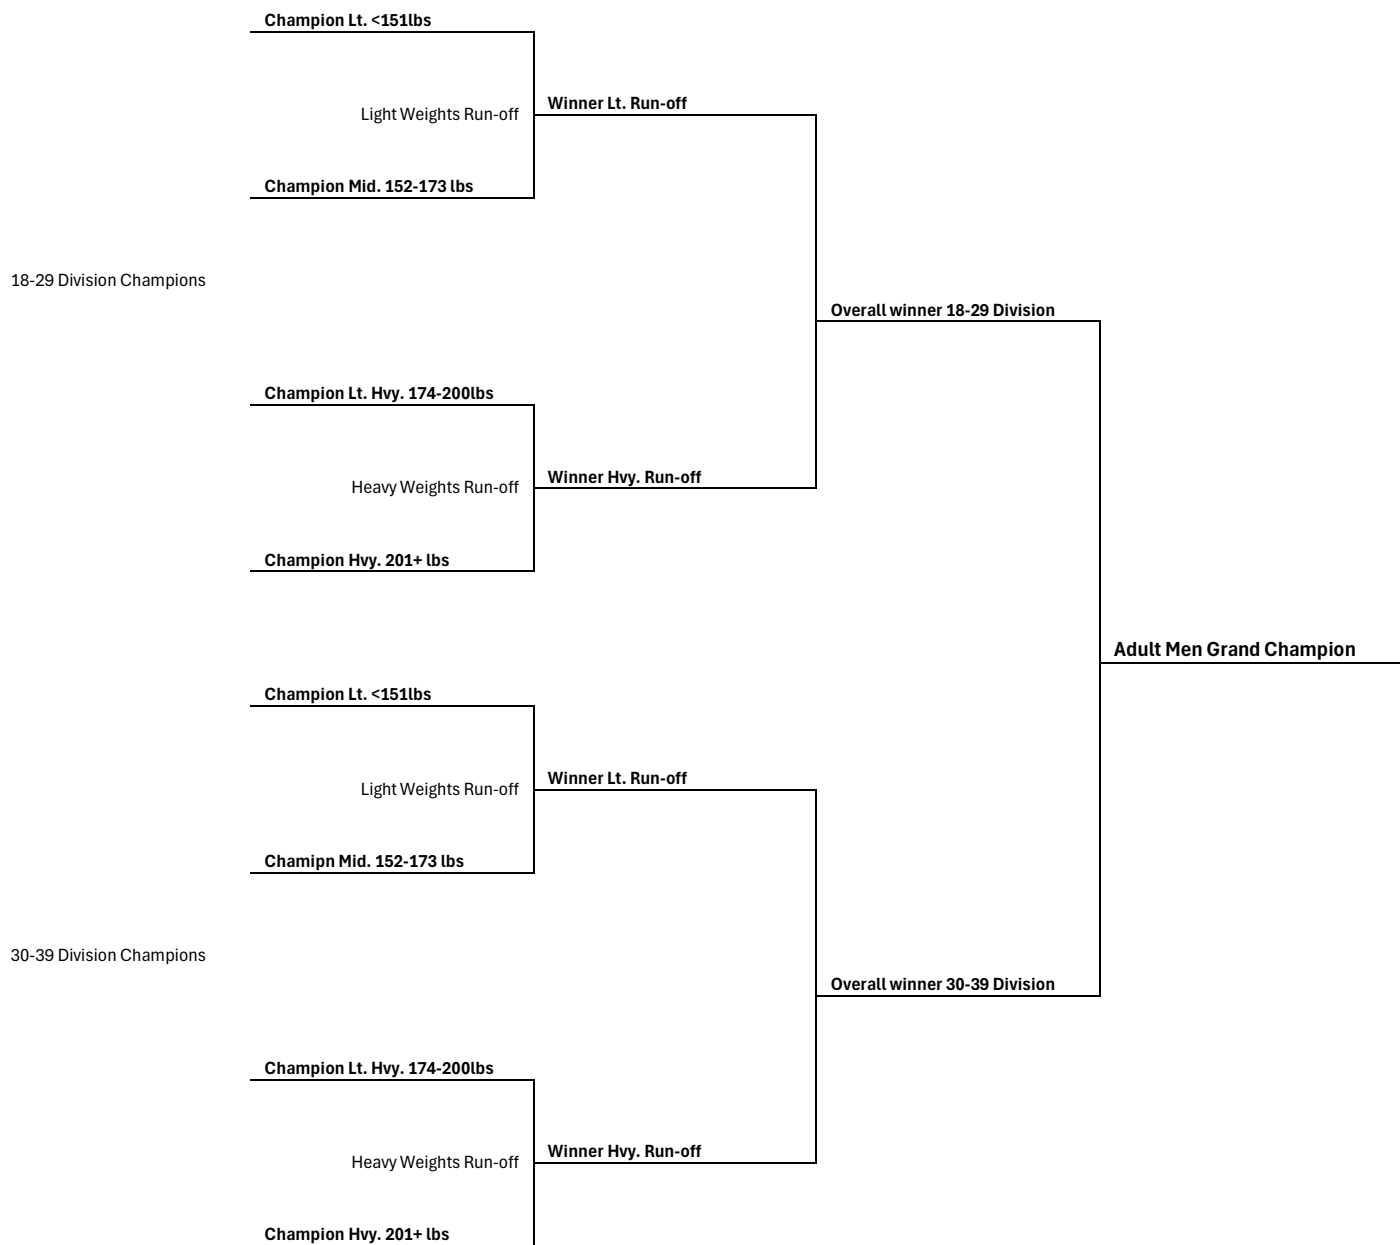 Champion Lt. <151lbs
Light Weights Run-off
Winner Lt. Run-off
Champion Mid. 152-173 lbs
18-29 Division Champions
Overall winner 18-29 Division
Champion Lt. Hvy. 174-200lbs
Heavy Weights Run-off
Winner Hvy. Run-off
Champion Hvy. 201+ lbs
Adult Men Grand Champion
Champion Lt. <151lbs
Light Weights Run-off
Winner Lt. Run-off
Chamipn Mid. 152-173 lbs
30-39 Division Champions
Overall winner 30-39 Division
Champion Lt. Hvy. 174-200lbs
Heavy Weights Run-off
Winner Hvy. Run-off
Champion Hvy. 201+ lbs